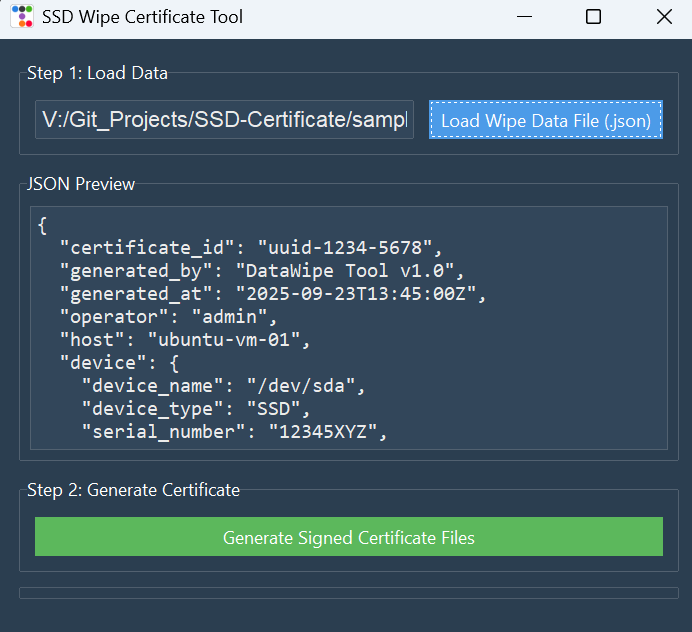 SSD Wipe Certificate Tool
Step 1: Load Data
V:/Git_Projects/SSD-Certificate/sampl
Load Wipe Data File (.json)
JSON Preview
{
  "certificate_id": "uuid-1234-5678",
  "generated_by": "DataWipe Tool v1.0",
  "generated_at": "2025-09-23T13:45:00Z",
  "operator": "admin",
  "host": "ubuntu-vm-01",
  "device": {
    "device_name": "/dev/sda",
    "device_type": "SSD",
    "serial_number": "12345XYZ",
Step 2: Generate Certificate
Generate Signed Certificate Files